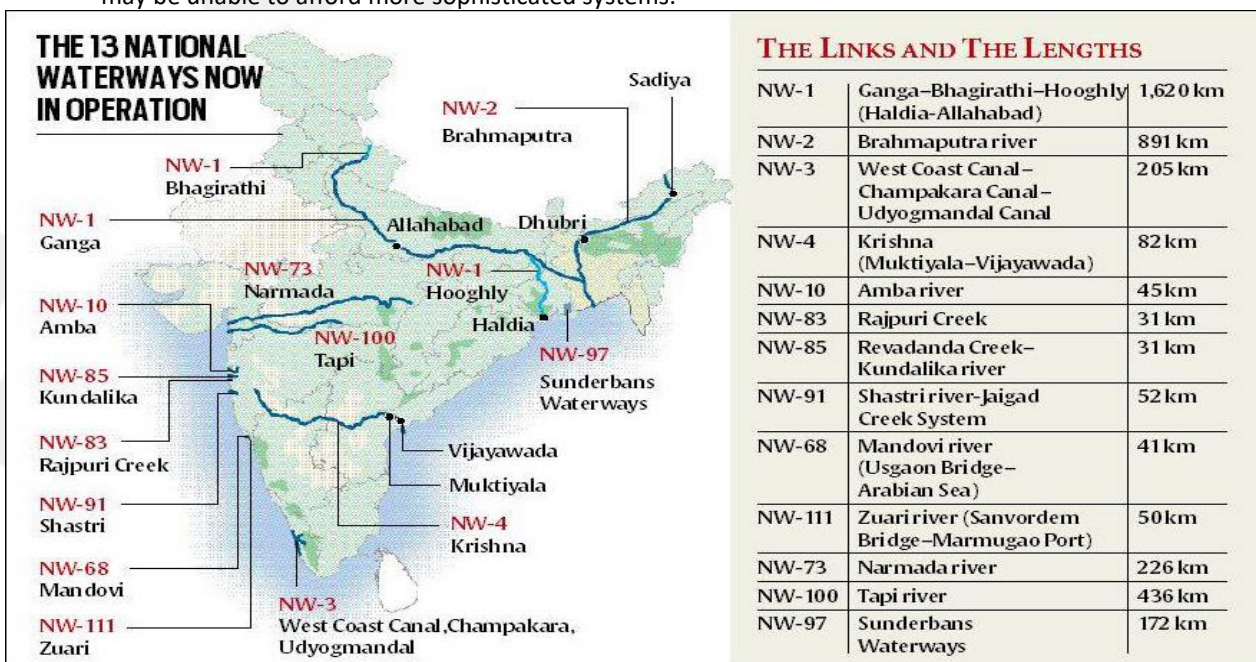 may be unable to afford more sophisticated systems.
THE 13 NATIONAL
WATERWAYS NOW
IN OPERATION
Sadiya
NW-2
Brahmaputra
NW-1
Bhagirathi
NW-1
Ganga
Allahabad
Dhubri
NW-73
Narmada
NW-1
Hooghly
NW-10
Amba
Haldia
NW-100
Tapi
NW-97
Sunderbans
Waterways
NW-85
Kundalika
NW-83
Rajpuri Creek
Vijayawada
Muktiyala
NW-91
Shastri
NW-4
Krishna
NW-68
Mandovi
NW-3
West Coast Canal,Champakara,
Udyogmandal
NW-111
Zuari
THE LINKS AND THE LENGTHS
NW-1 Ganga–Bhagirathi–Hooghly 1,620 km
(Haldia-Allahabad)
NW-2 Brahmaputra river 891 km
NW-3 West Coast Canal– 205 km
Champakara Canal–
Udyogmandal Canal
NW-4 Krishna 82 km
(Muktiyala–Vijayawada)
NW-10 Amba river 45 km
NW-83 Rajpuri Creek 31 km
NW-85 Revadanda Creek– 31 km
Kundalika river
NW-91 Shastri river-Jaigad 52 km
Creek System
NW-68 Mandovi river 41 km
(Usgaon Bridge–
Arabian Sea)
NW-111 Zuari river (Sanvordem 50 km
Bridge–Marmugao Port)
NW-73 Narmada river 226 km
NW-100 Tapi river 436 km
NW-97 Sunderbans 172 km
Waterways